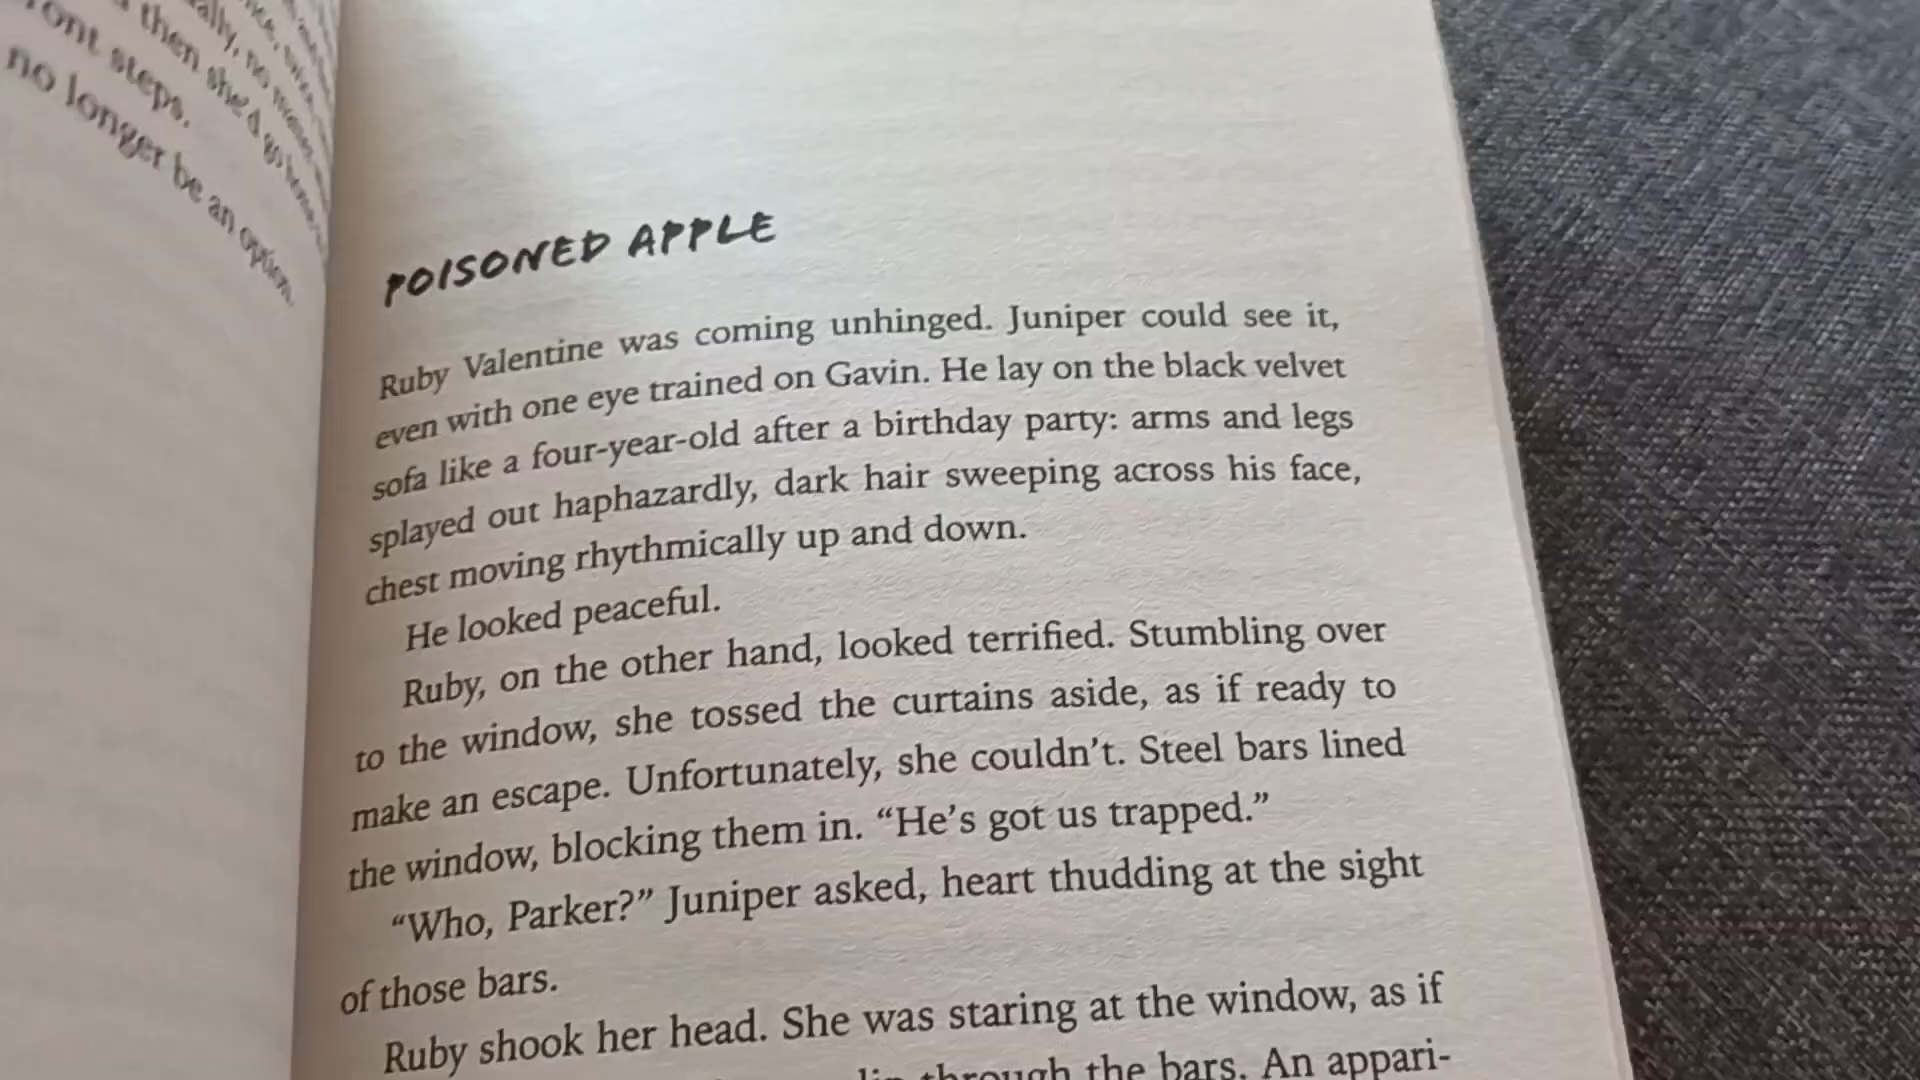 then she'd go
front steps.
no longer be an option.
POISONED APPLE
Ruby Valentine was coming unhinged. Juniper could see it,
even with one eye trained on Gavin. He lay on the black velvet
sofa like a four-year-old after a birthday party: arms and legs
splayed out haphazardly, dark hair sweeping across his face,
chest moving rhythmically up and down.
He looked peaceful.
Ruby, on the other hand, looked terrified. Stumbling over
to the window, she tossed the curtains aside, as if ready to
make an escape. Unfortunately, she couldn't. Steel bars lined
the window, blocking them in. “He's got us trapped.”
“Who, Parker?” Juniper asked, heart thudding at the sight
of those bars.
Ruby shook her head. She was staring at the window, as if
through the bars. An appari-